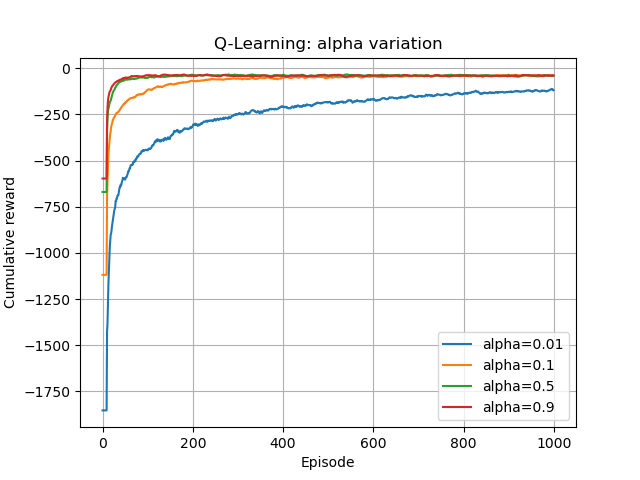 Q-Learning: alpha variation
0
−250
−500
−750
−1000
−1250
−1500
−1750
Cumulative reward
0 200 400 600 800 1000
Episode
alpha=0.01
alpha=0.1
alpha=0.5
alpha=0.9